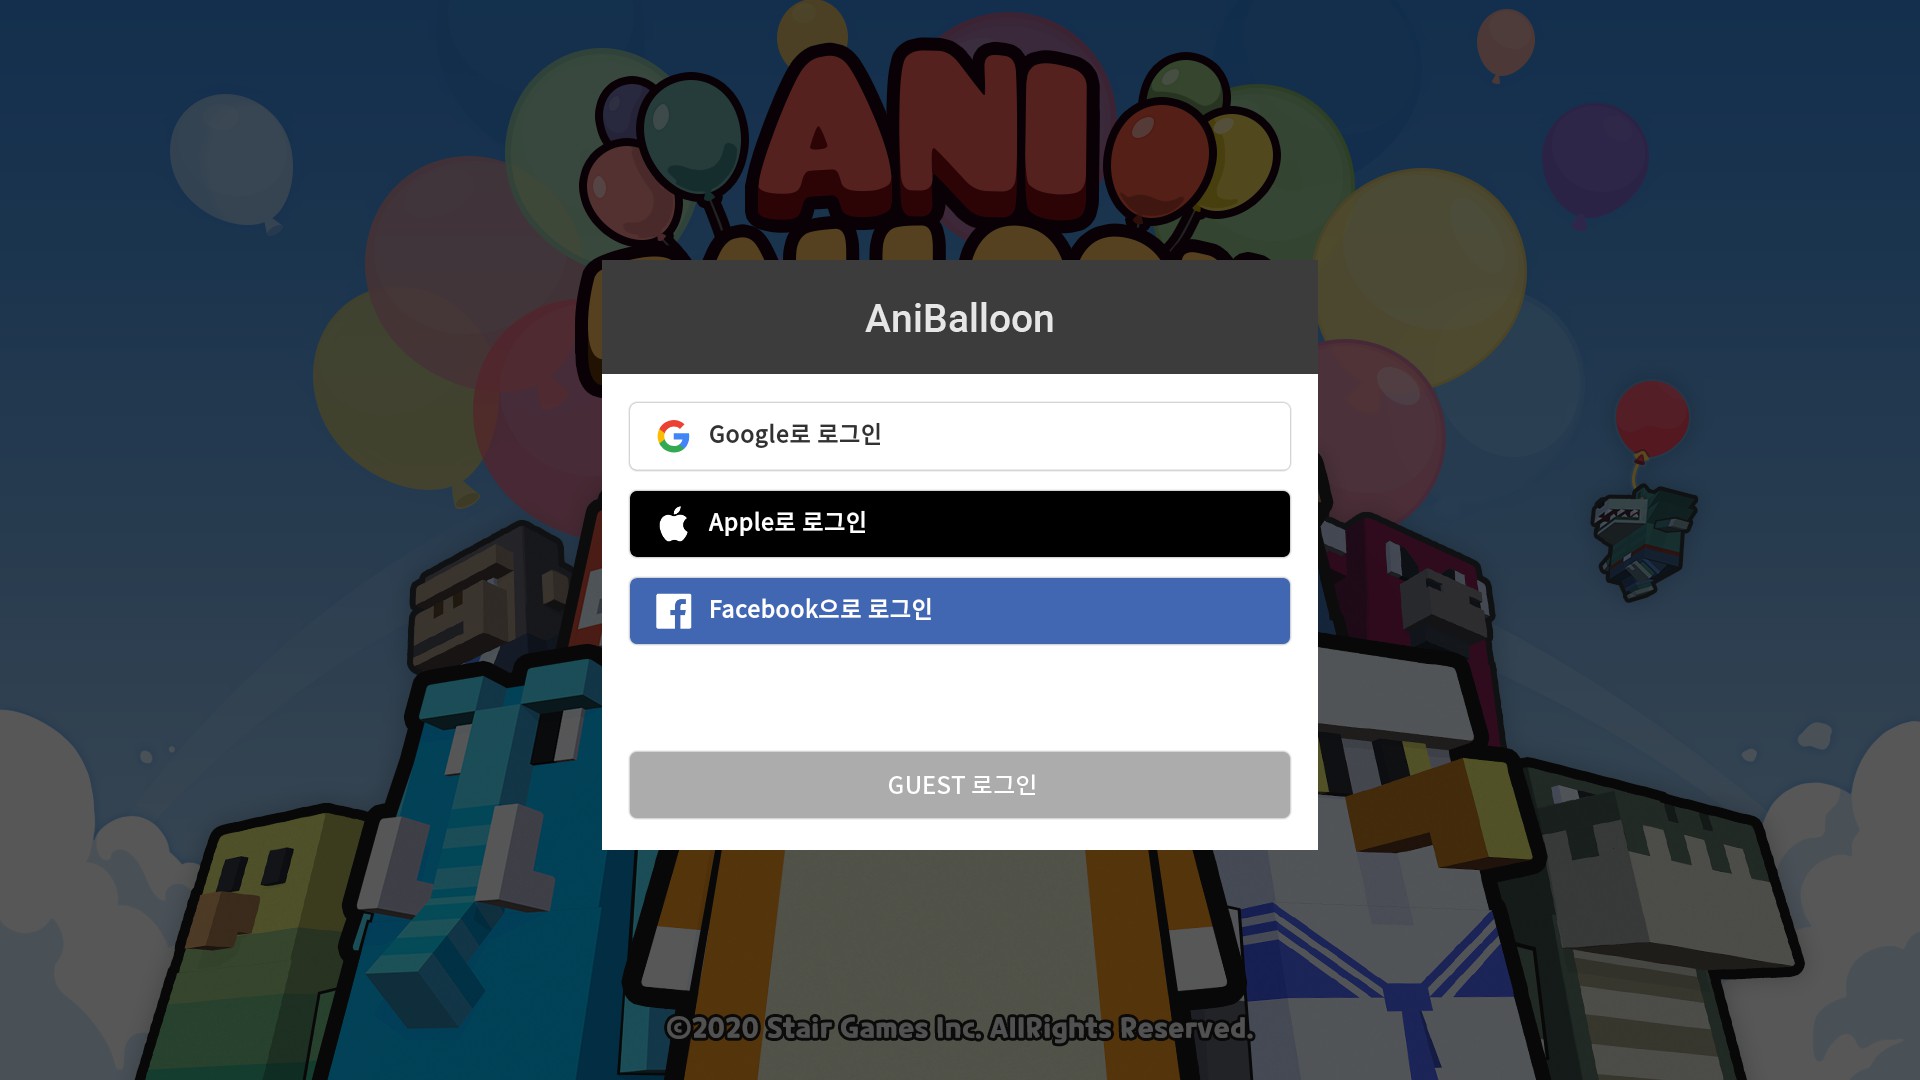 ANI
AniBalloon
Google로 로그인
Apple로 로그인
Facebook으로 로그인
GUEST 로그인
©2020 Stair Games Inc. AllRights Reserved.